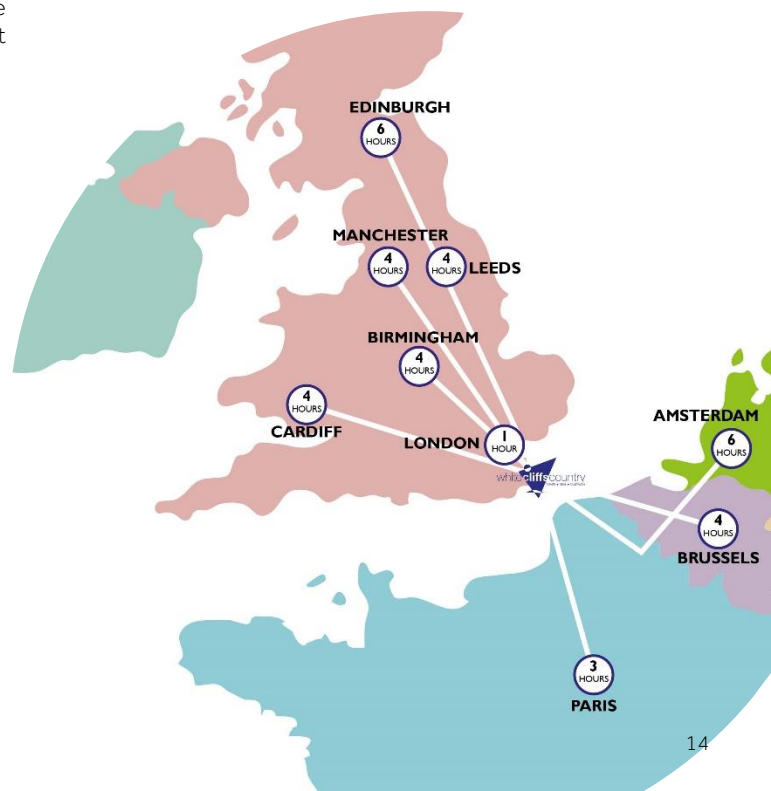 e
t
EDINBURGH
6
HOURS
MANCHESTER
4
HOURS
4
HOURS
LEEDS
BIRMINGHAM
4
HOURS
4
HOURS
CARDIFF
LONDON
1
HOUR
whitecliffscountry
AMSTERDAM
6
HOURS
4
HOURS
BRUSSELS
3
HOURS
PARIS
14